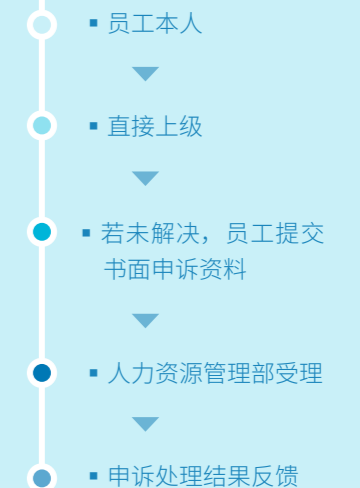 员工本人
直接上级
若未解决，员工提交
书面申诉资料
人力资源管理部受理
申诉处理结果反馈